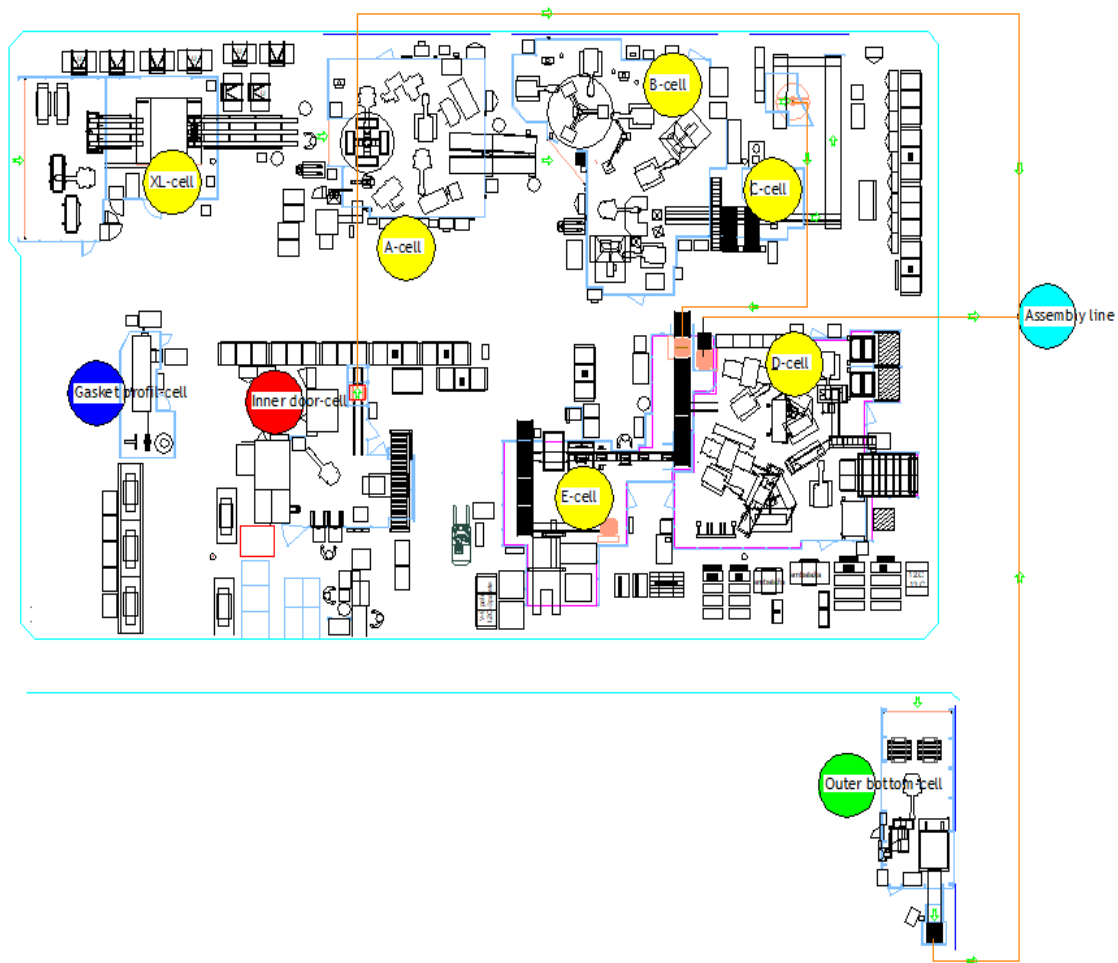 B-cell
XL-cell
C-cell
A-cell
Assembly line
D-cell
Gasket profil-cell
Inner door-cell
E-cell
Outer bottom-cell